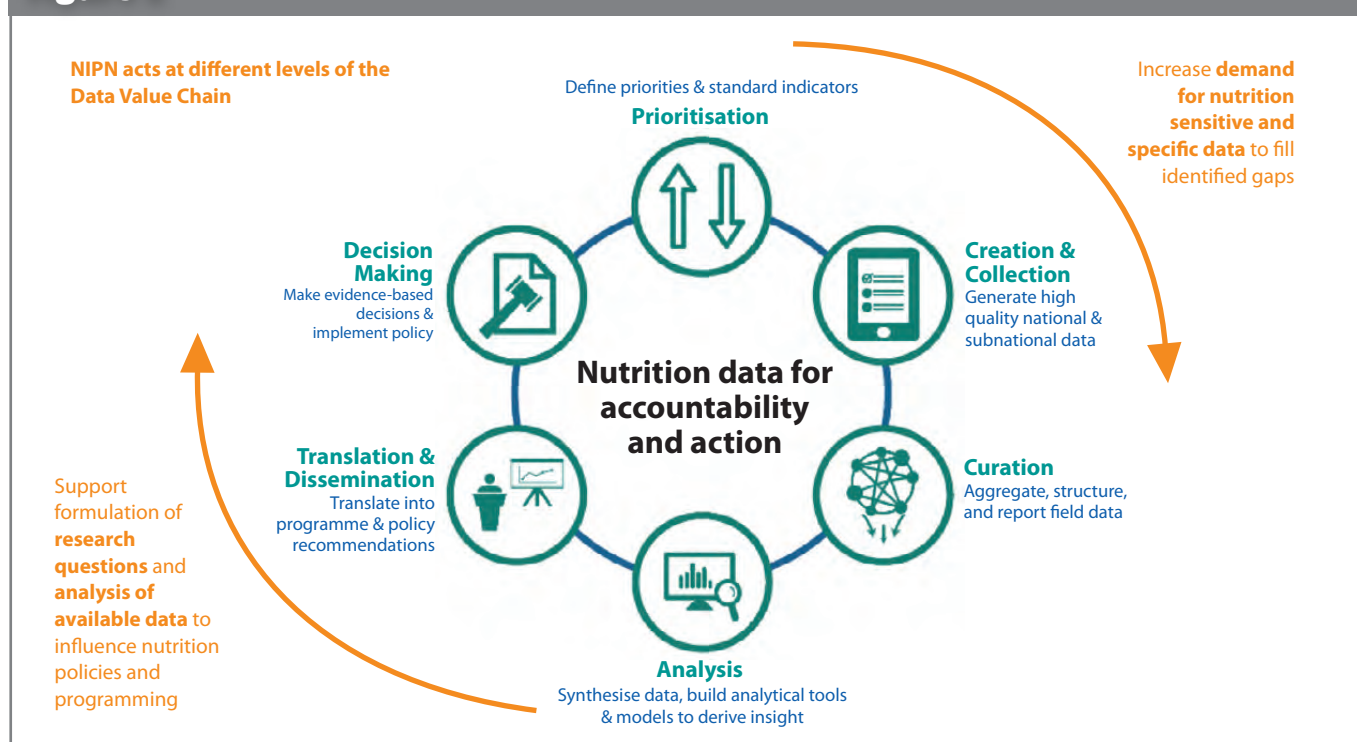 NIPN acts at different levels of the
Data Value Chain
Define priorities & standard indicators
Prioritisation
Increase demand
for nutrition
sensitive and
specific data to fill
identified gaps
Decision
Making
Make evidence-based
decisions &
implement policy
Creation &
Collection
Generate high
quality national &
subnational data
Nutrition data for
accountability
and action
Translation &
Dissemination
Translate into
programme & policy
recommendations
Curation
Aggregate, structure,
and report field data
Support
formulation of
research
questions and
analysis of
available data to
influence nutrition
policies and
programming
Analysis
Synthesise data, build analytical tools
& models to derive insight